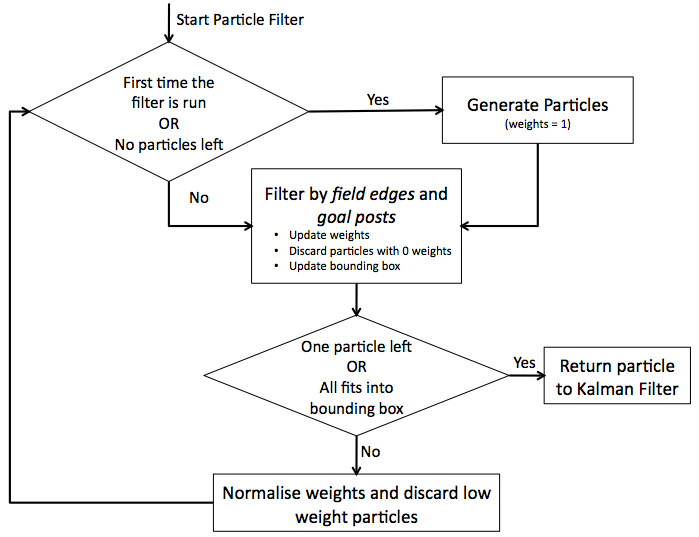 Start Particle Filter
First time the
filter is run
OR
No particles left
Yes
Generate Particles
(weights = 1)
No
Filter by field edges and
goal posts
• Update weights
• Discard particles with 0 weights
• Update bounding box
One particle left
OR
All fits into
bounding box
Yes
Return particle
to Kalman Filter
No
Normalise weights and discard low
weight particles